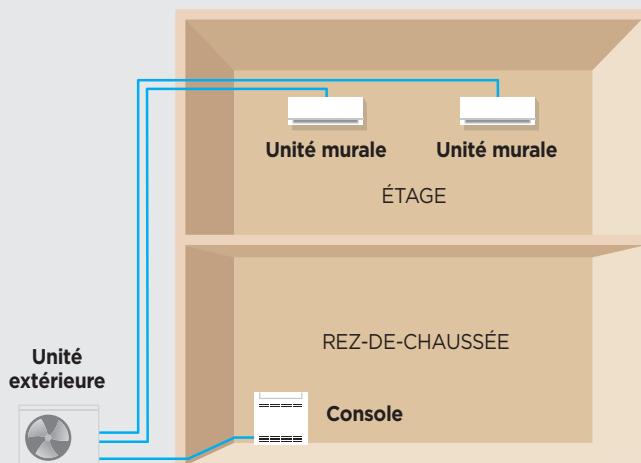 Unité murale
Unité murale
ÉTAGE
REZ-DE-CHAUSSÉE
Unité
extérieure
Console